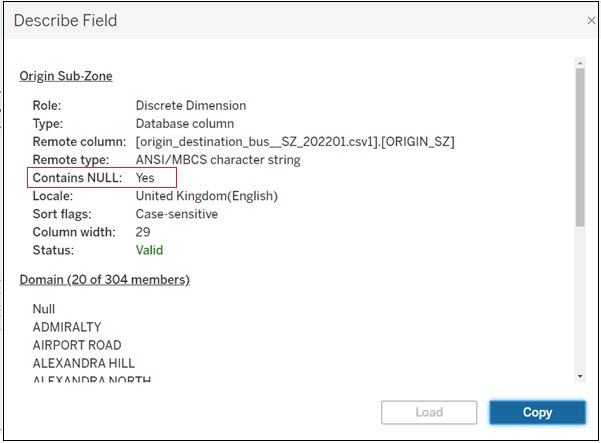 Describe Field
×
Origin Sub-Zone
Role: Discrete Dimension
Type: Database column
Remote column: [origin_destination_bus__SZ_202201.csv1].[ORIGIN_SZ]
Remote type: ANSI/MBCS character string
Contains NULL: Yes
Locale: United Kingdom(English)
Sort flags: Case-sensitive
Column width: 29
Status: Valid
Domain (20 of 304 members)
Null
ADMIRALTY
AIRPORT ROAD
ALEXANDRA HILL
ALEXANDRA NORTH
Load Copy